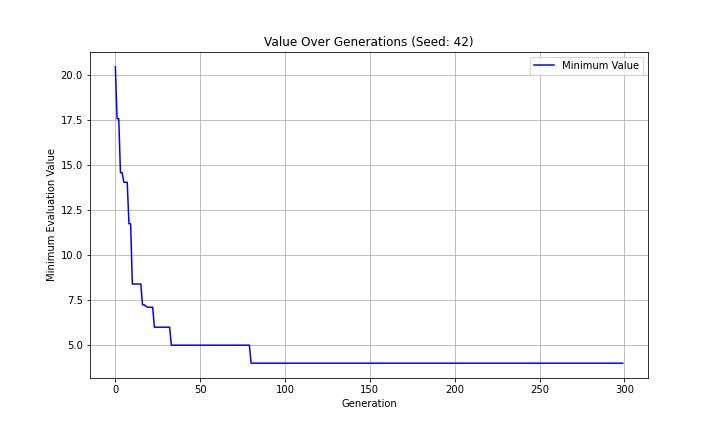 Value Over Generations (Seed: 42)
Minimum Value
Minimum Evaluation Value
20.0
17.5
15.0
12.5
10.0
7.5
5.0
0 50 100 150 200 250 300
Generation